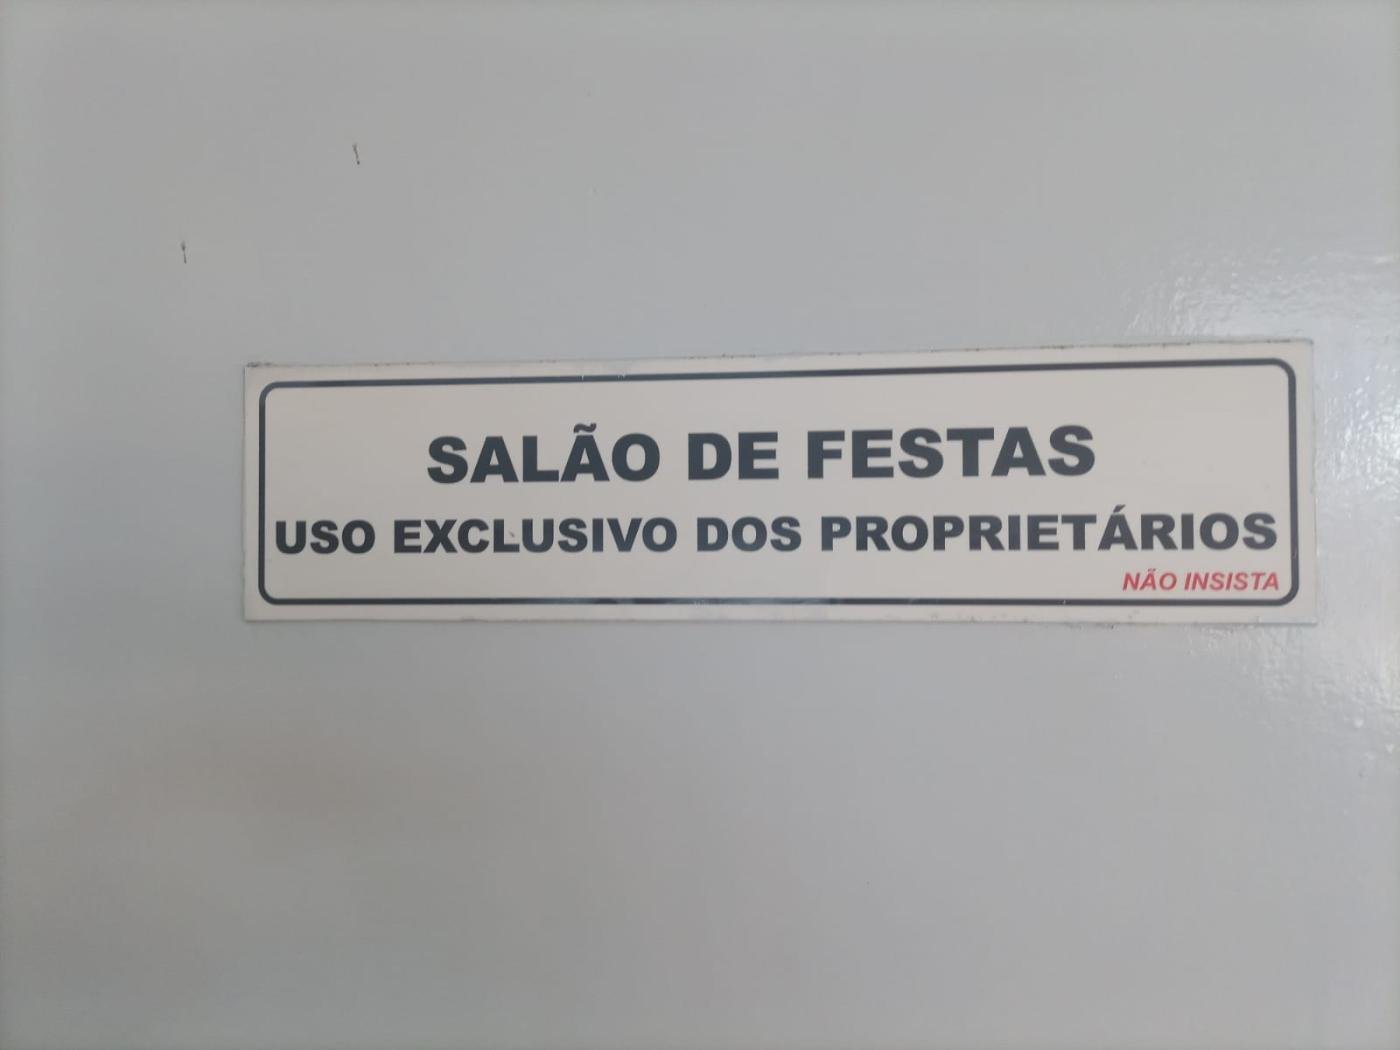 SALÃO DE FESTAS
USO EXCLUSIVO DOS PROPRIETÁRIOS
NÃO INSISTA